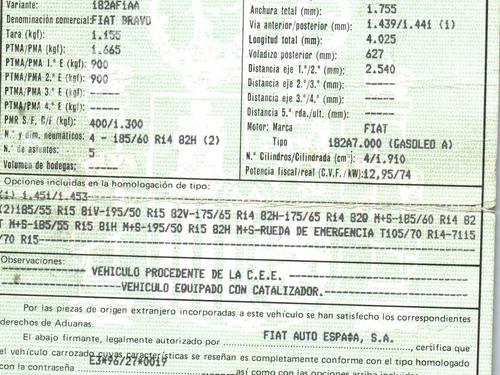 Variante: 182AF1AA
Denominación comercial: FIAT BRAVO
Tara (kgf): 1.155
PTMA/PMA (kgf): 1.665
PTMA/PMA 1.º E (kgf): 900
PTMA/PMA 2.º E (kgf): 900
PTMA/PMA 3.º E (kgf): ------
PTMA/PMA 4.º E (kgf): ------
PMR S/F, C/F (kgf): 400/1.300
N.º y dim. neumáticos: 4 - 185/60 R14 82H (2)
N.º de asientos: 5
Volumen de bodegas: ------
Anchura total (mm): 1.755
Vía anterior/posterior (mm): 1.439/1.441 (1)
Longitud total (mm): 4.025
Voladizo posterior (mm): 627
Distancia eje 1.º/2.º (mm): 2.540
Distancia eje 2.º/3.º (mm): ------
Distancia eje 3.º/4.º (mm): ------
Distancia 5.ª rda./ult. (mm): ------
Motor: Marca FIAT
Tipo 182A7.000 (GASOLEO A)
N.º Cilindros/Cilindrada (cm³): 4/1.910
Potencia fiscal/real (C.V.F./kW): 12,95/74
Opciones incluidas en la homologación de tipo:
(1) 1.451/1.453------
(2)185/55 R15 81V-195/50 R15 82V-175/65 R14 82H-175/65 R14 82Q M+S-185/60 R14 82
T M+S-185/55 R15 81H M+S-195/50 R15 82H M+S-RUEDA DE EMERGENCIA T105/70 R14-T115
/70 R15------
Observaciones:
------ VEHICULO PROCEDENTE DE LA C.E.E. ------
------VEHICULO EQUIPADO CON CATALIZADOR.------
Por las piezas de origen extranjero incorporadas a este vehículo se han satisfecho los correspondientes
derechos de Aduanas.
El abajo firmante, legalmente autorizado por FIAT AUTO ESPAÑA, S.A. , certifica que
el vehículo carrozado cuyas características se reseñan es completamente conforme con el tipo homologado
con la contraseña E3*96/27*0019 así como con las opciones arriba